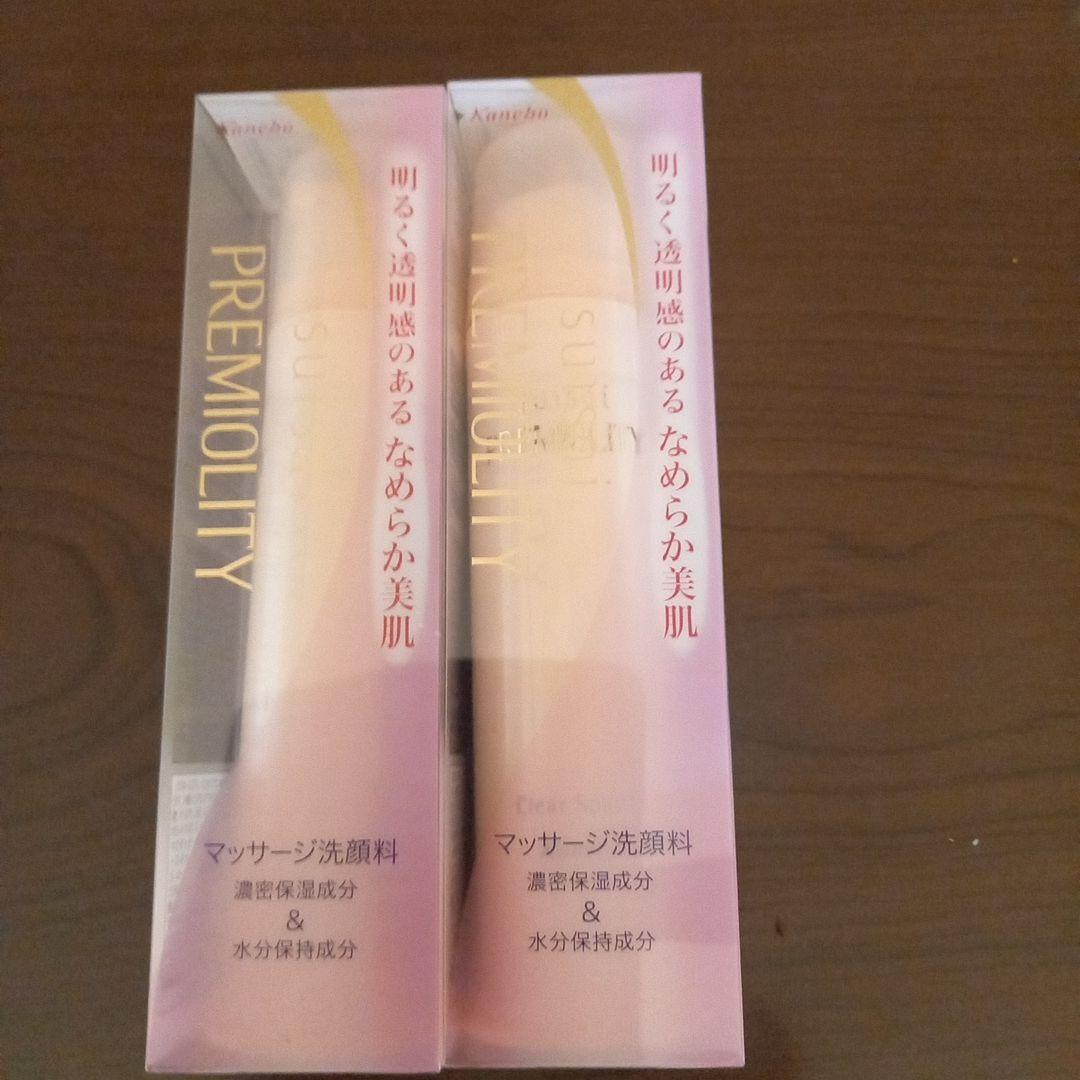 Kanebo
明るく透明感のある なめらか美肌
suisai
PREMIOLITY
マッサージ洗顔料
濃密保湿成分
&
水分保持成分
Kanebo
明るく透明感のある なめらか美肌
suisai
PREMIOLITY
Clear
マッサージ洗顔料
濃密保湿成分
&
水分保持成分